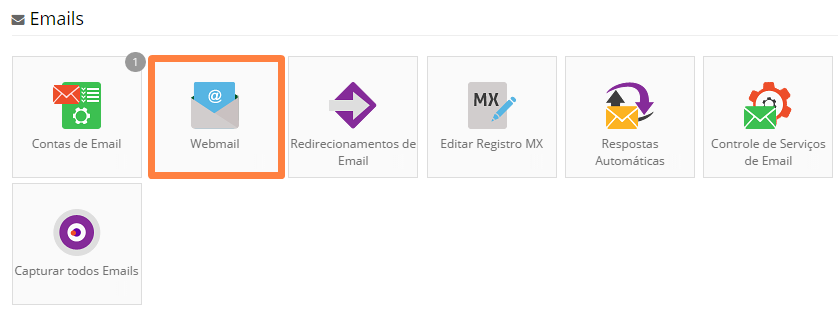 Emails
1
Contas de Email
@
Webmail
Redirecionamentos de
Email
MX
Editar Registro MX
Respostas
Automáticas
Controle de Serviços
de Email
Capturar todos Emails